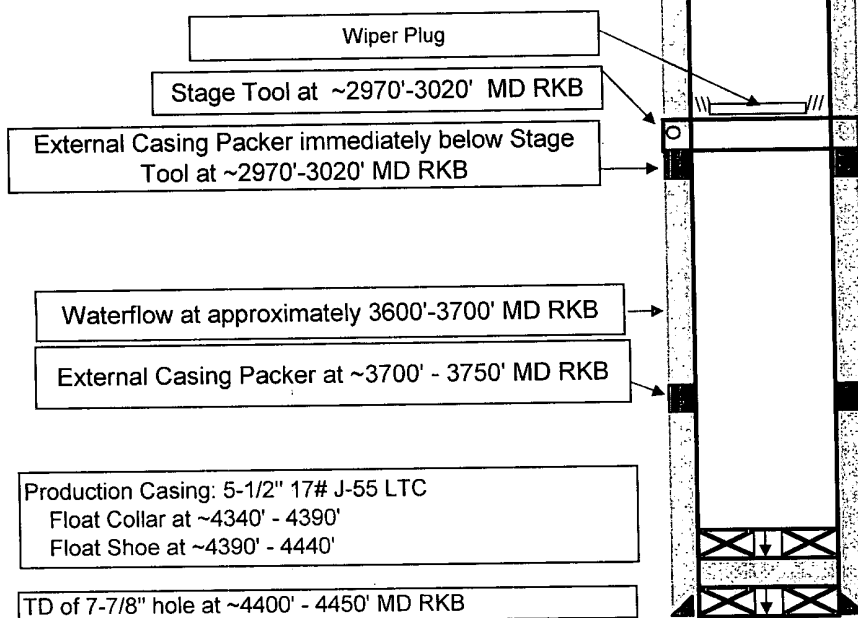 Wiper Plug
Stage Tool at ~2970'-3020' MD RKB
External Casing Packer immediately below Stage
Tool at ~2970'-3020' MD RKB
Waterflow at approximately 3600'-3700' MD RKB
External Casing Packer at ~3700' - 3750' MD RKB
Production Casing: 5-1/2" 17# J-55 LTC
Float Collar at ~4340' - 4390'
Float Shoe at ~4390' - 4440'
TD of 7-7/8" hole at ~4400' - 4450' MD RKB